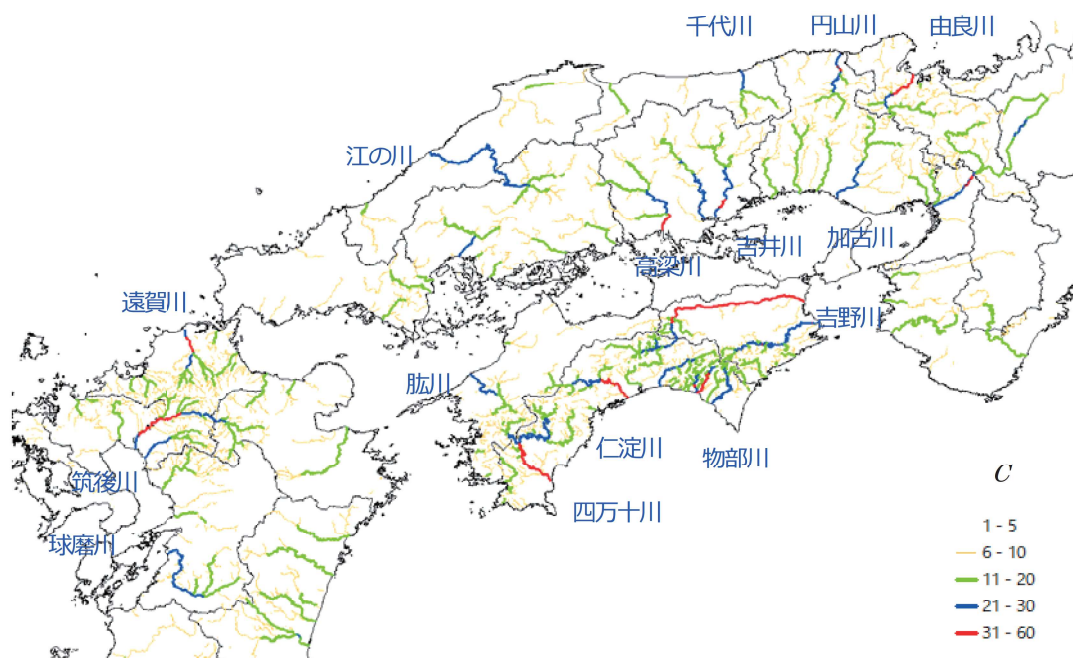 千代川
円山川
由良川
江の川
加古川
吉井川
高梁川
遠賀川
吉野川
肱川
仁淀川
物部川
筑後川
四万十川
球磨川
C
1 - 5
6 - 10
11 - 20
21 - 30
31 - 60